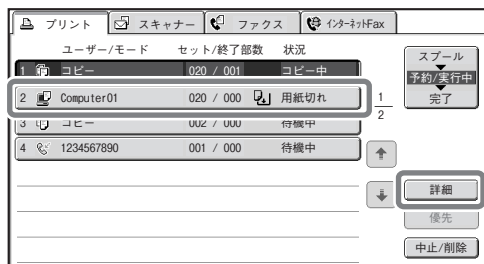 プリント スキャナー ファクス インターネットFax
ユーザー/モード セット/終了部数 状況
1 コピー 020 / 001 コピー中
2 Computer01 020 / 000 用紙切れ
3 コピー 002 / 000 待機中
4 1234567890 001 / 000 待機中
1
2
スプール
予約/実行中
完了
詳細
優先
中止/削除